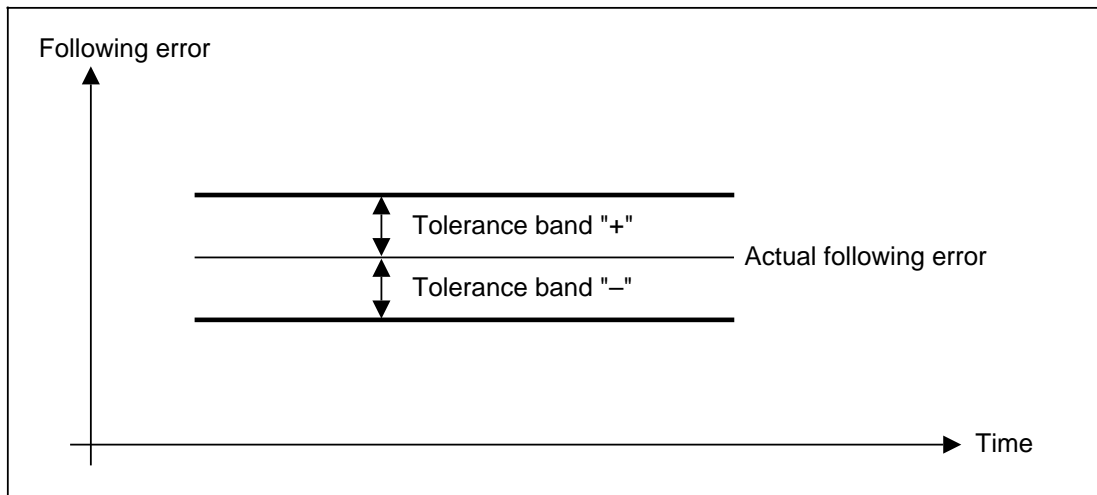 Following error
Tolerance band "+"
Actual following error
Tolerance band "–"
Time